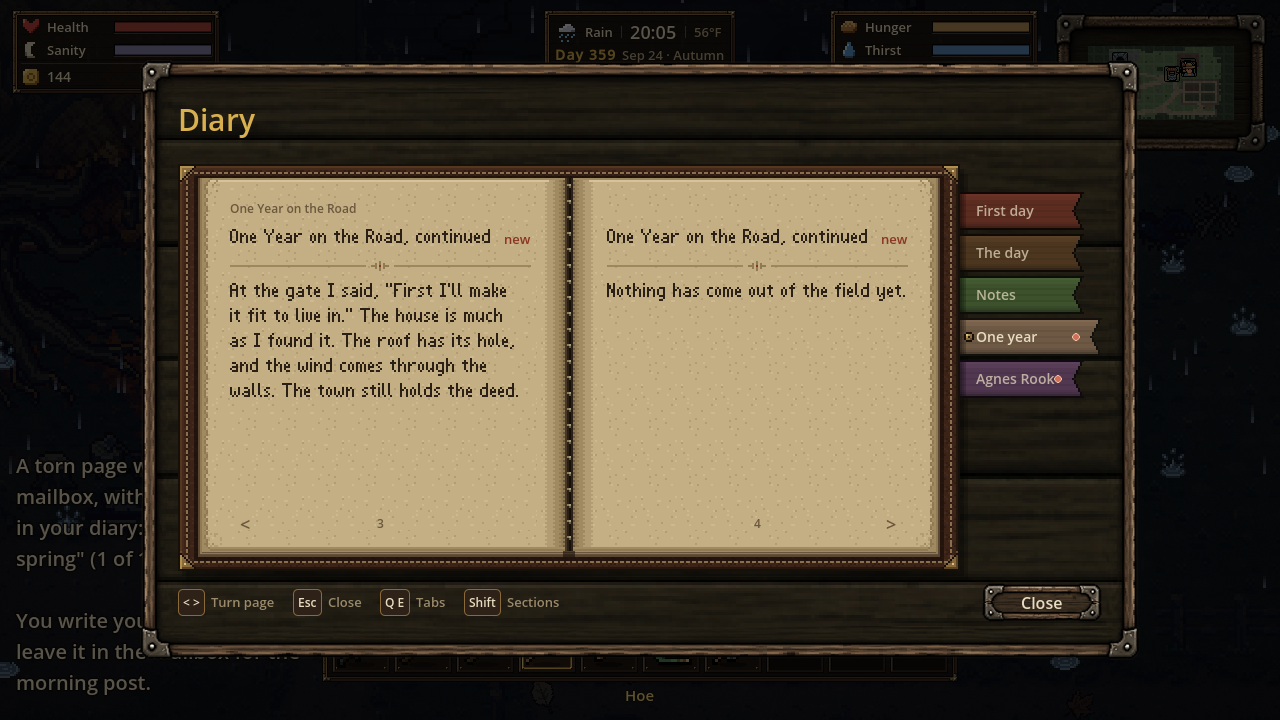 Health
Sanity
144
Rain
20:05
56°F
Day 359 Sep 24 · Autumn
Hunger
Thirst
Diary
One Year on the Road
One Year on the Road, continued new
At the gate I said, "First I'll make
it fit to live in." The house is much
as I found it. The roof has its hole,
and the wind comes through the
walls. The town still holds the deed.
< 3
One Year on the Road, continued new
Nothing has come out of the field yet.
4 >
First day
The day
Notes
One year
Agnes Rook
A torn page
mailbox, with
in your diary:
spring" (1 of
You write
leave it in the
morning post.
< > Turn page
Esc Close
Q E Tabs
Shift Sections
Close
Hoe